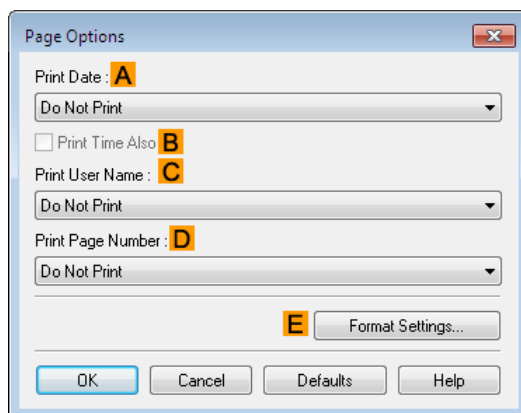 Page Options
Print Date : A
Do Not Print
Print Time Also B
Print User Name : C
Do Not Print
Print Page Number : D
Do Not Print
E Format Settings...
OK Cancel Defaults Help